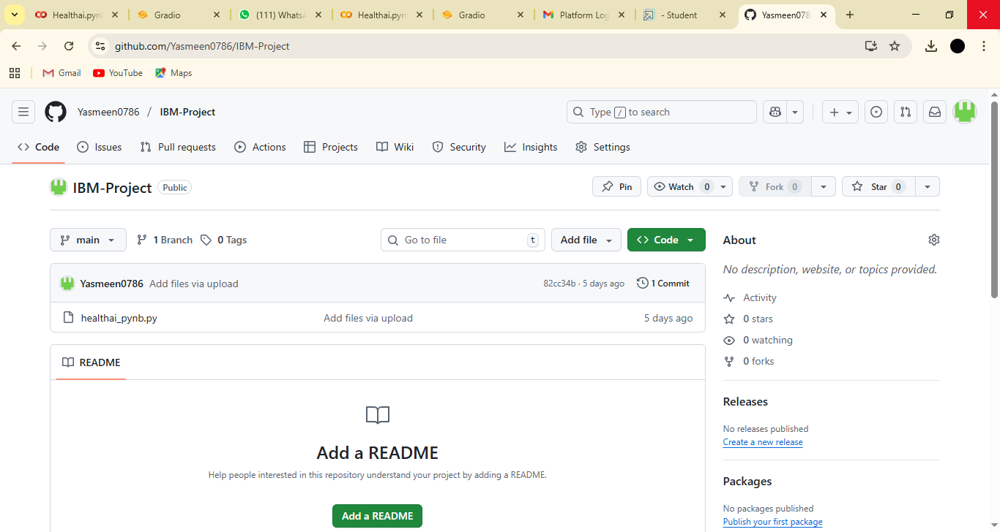 Healthai.pyn
Gradio
(111) Whats
Healthai.pyn
Gradio
Platform Log
- Student
Yasmeen078
github.com/Yasmeen0786/IBM-Project
Gmail
YouTube
Maps
Yasmeen0786 / IBM-Project
Type / to search
Code
Issues
Pull requests
Actions
Projects
Wiki
Security
Insights
Settings
IBM-Project Public
Pin
Watch 0
Fork 0
Star 0
main
1 Branch
0 Tags
Go to file t
Add file
Code
About
No description, website, or topics provided.
Yasmeen0786 Add files via upload 82cc34b · 5 days ago 1 Commit
healthai_pynb.py Add files via upload 5 days ago
Activity
0 stars
0 watching
0 forks
README
Add a README
Help people interested in this repository understand your project by adding a README.
Add a README
Releases
No releases published
Create a new release
Packages
No packages published
Publish your first package